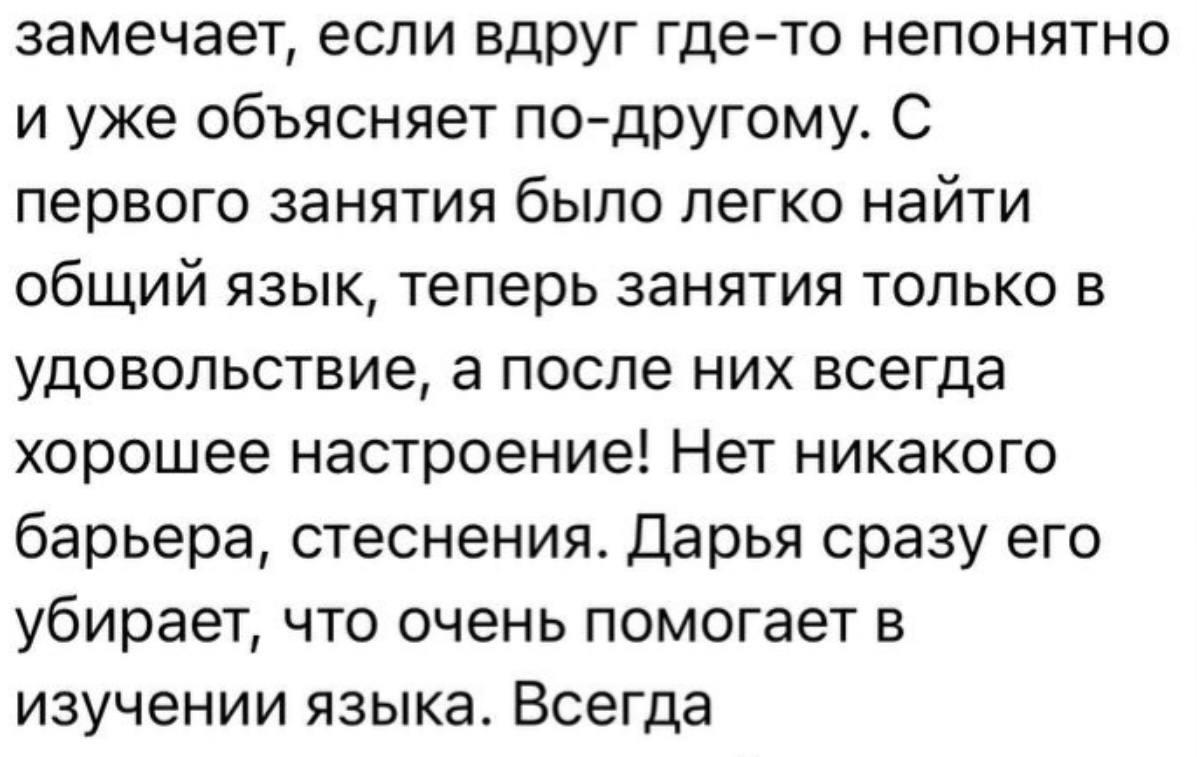 замечает, если вдруг где-то непонятно
и уже объясняет по-другому. С
первого занятия было легко найти
общий язык, теперь занятия только в
удовольствие, а после них всегда
хорошее настроение! Нет никакого
барьера, стеснения. Дарья сразу его
убирает, что очень помогает в
изучении языка. Всегда